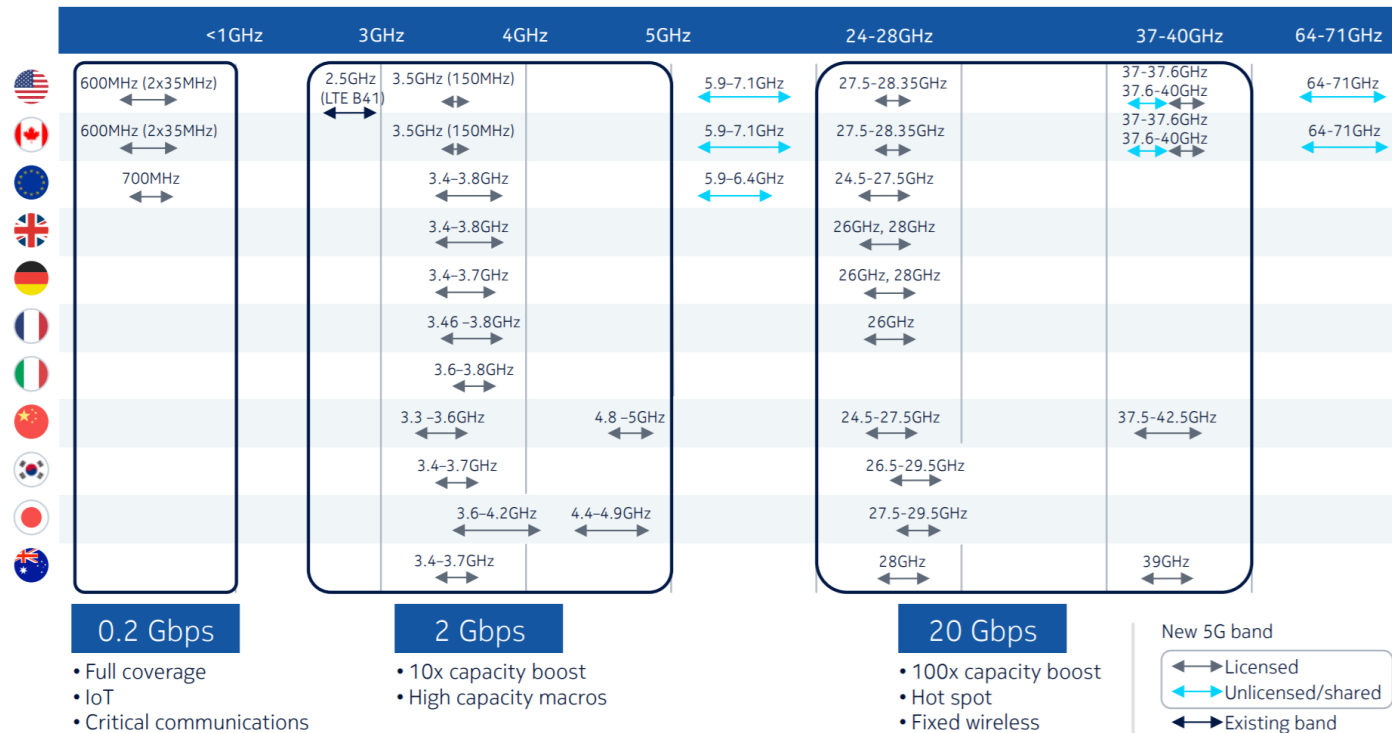 <1GHz 3GHz 4GHz 5GHz 24-28GHz 37-40GHz 64-71GHz
600MHz (2x35MHz) 2.5GHz (LTE B41) 3.5GHz (150MHz) 5.9–7.1GHz 27.5-28.35GHz 37-37.6GHz 37.6-40GHz 64-71GHz
600MHz (2x35MHz) 3.5GHz (150MHz) 5.9–7.1GHz 27.5-28.35GHz 37-37.6GHz 37.6-40GHz 64-71GHz
700MHz 3.4–3.8GHz 5.9–6.4GHz 24.5-27.5GHz
3.4–3.8GHz 26GHz, 28GHz
3.4–3.7GHz 26GHz, 28GHz
3.46 –3.8GHz 26GHz
3.6–3.8GHz
3.3 –3.6GHz 4.8 –5GHz 24.5-27.5GHz 37.5-42.5GHz
3.4–3.7GHz 26.5-29.5GHz
3.6–4.2GHz 4.4–4.9GHz 27.5-29.5GHz
3.4–3.7GHz 28GHz 39GHz
0.2 Gbps
• Full coverage
• IoT
• Critical communications
2 Gbps
• 10x capacity boost
• High capacity macros
20 Gbps
• 100x capacity boost
• Hot spot
• Fixed wireless
New 5G band
Licensed
Unlicensed/shared
Existing band